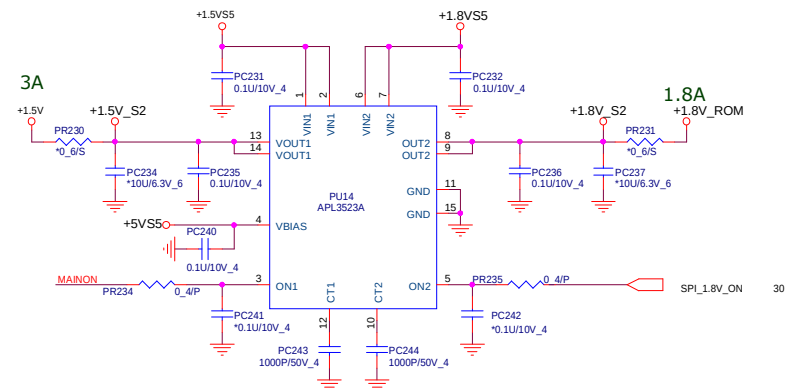 +1.5VS5
+1.8VS5
PC231
0.1U/10V_4
PC232
0.1U/10V_4
3A
1.8A
+1.5V
+1.5V_S2
+1.8V_S2
+1.8V_ROM
1
2
6
7
VIN1
VIN1
VIN2
VIN2
PR230
*0_6/S
13
14
VOUT1
VOUT1
8
9
OUT2
OUT2
PR231
*0_6/S
PC234
*10U/6.3V_6
PC235
0.1U/10V_4
PC236
0.1U/10V_4
PC237
*10U/6.3V_6
PU14
APL3523A
GND
11
GND
15
+5VS5
4
VBIAS
PC240
0.1U/10V_4
MAINON
PR234
0_4/P
3
ON1
CT1
CT2
ON2
5
PR235
0_4/P
SPI_1.8V_ON
30
PC241
*0.1U/10V_4
12
10
PC242
*0.1U/10V_4
PC243
1000P/50V_4
PC244
1000P/50V_4